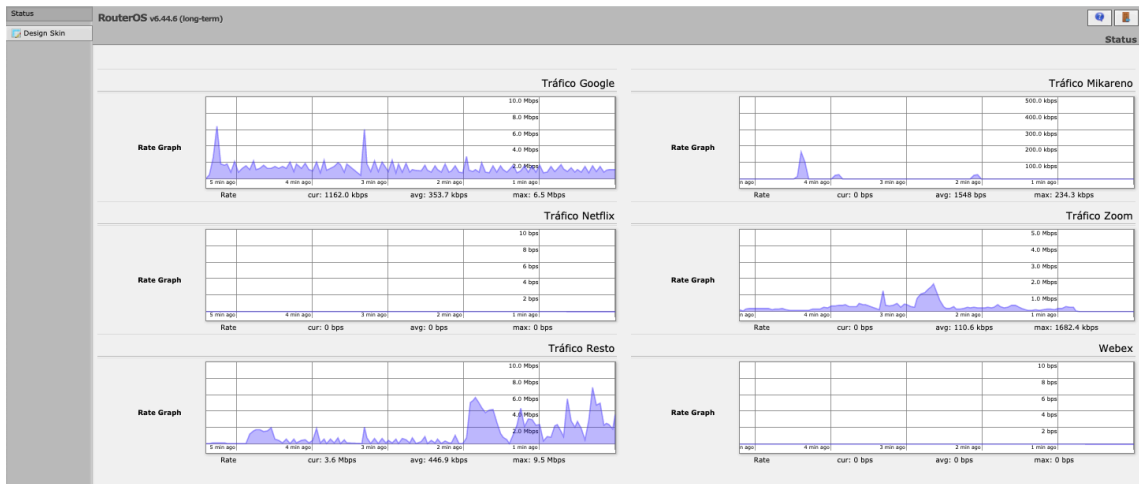 Status
Design Skin
RouterOS v6.44.6 (long-term)
Status
Tráfico Google
Rate Graph
10.0 Mbps
8.0 Mbps
6.0 Mbps
4.0 Mbps
2.0 Mbps
5 min ago 4 min ago 3 min ago 2 min ago 1 min ago
Rate cur: 1162.0 kbps avg: 353.7 kbps max: 6.5 Mbps
Tráfico Mikareno
Rate Graph
500.0 kbps
400.0 kbps
300.0 kbps
200.0 kbps
100.0 kbps
n ago 4 min ago 3 min ago 2 min ago 1 min ago
Rate cur: 0 bps avg: 1548 bps max: 234.3 kbps
Tráfico Netflix
Rate Graph
10 bps
8 bps
6 bps
4 bps
2 bps
5 min ago 4 min ago 3 min ago 2 min ago 1 min ago
Rate cur: 0 bps avg: 0 bps max: 0 bps
Tráfico Zoom
Rate Graph
5.0 Mbps
4.0 Mbps
3.0 Mbps
2.0 Mbps
1.0 Mbps
n ago 4 min ago 3 min ago 2 min ago 1 min ago
Rate cur: 0 bps avg: 110.6 kbps max: 1682.4 kbps
Tráfico Resto
Rate Graph
10.0 Mbps
8.0 Mbps
6.0 Mbps
4.0 Mbps
2.0 Mbps
5 min ago 4 min ago 3 min ago 2 min ago 1 min ago
Rate cur: 3.6 Mbps avg: 446.9 kbps max: 9.5 Mbps
Webex
Rate Graph
10 bps
8 bps
6 bps
4 bps
2 bps
n ago 4 min ago 3 min ago 2 min ago 1 min ago
Rate cur: 0 bps avg: 0 bps max: 0 bps